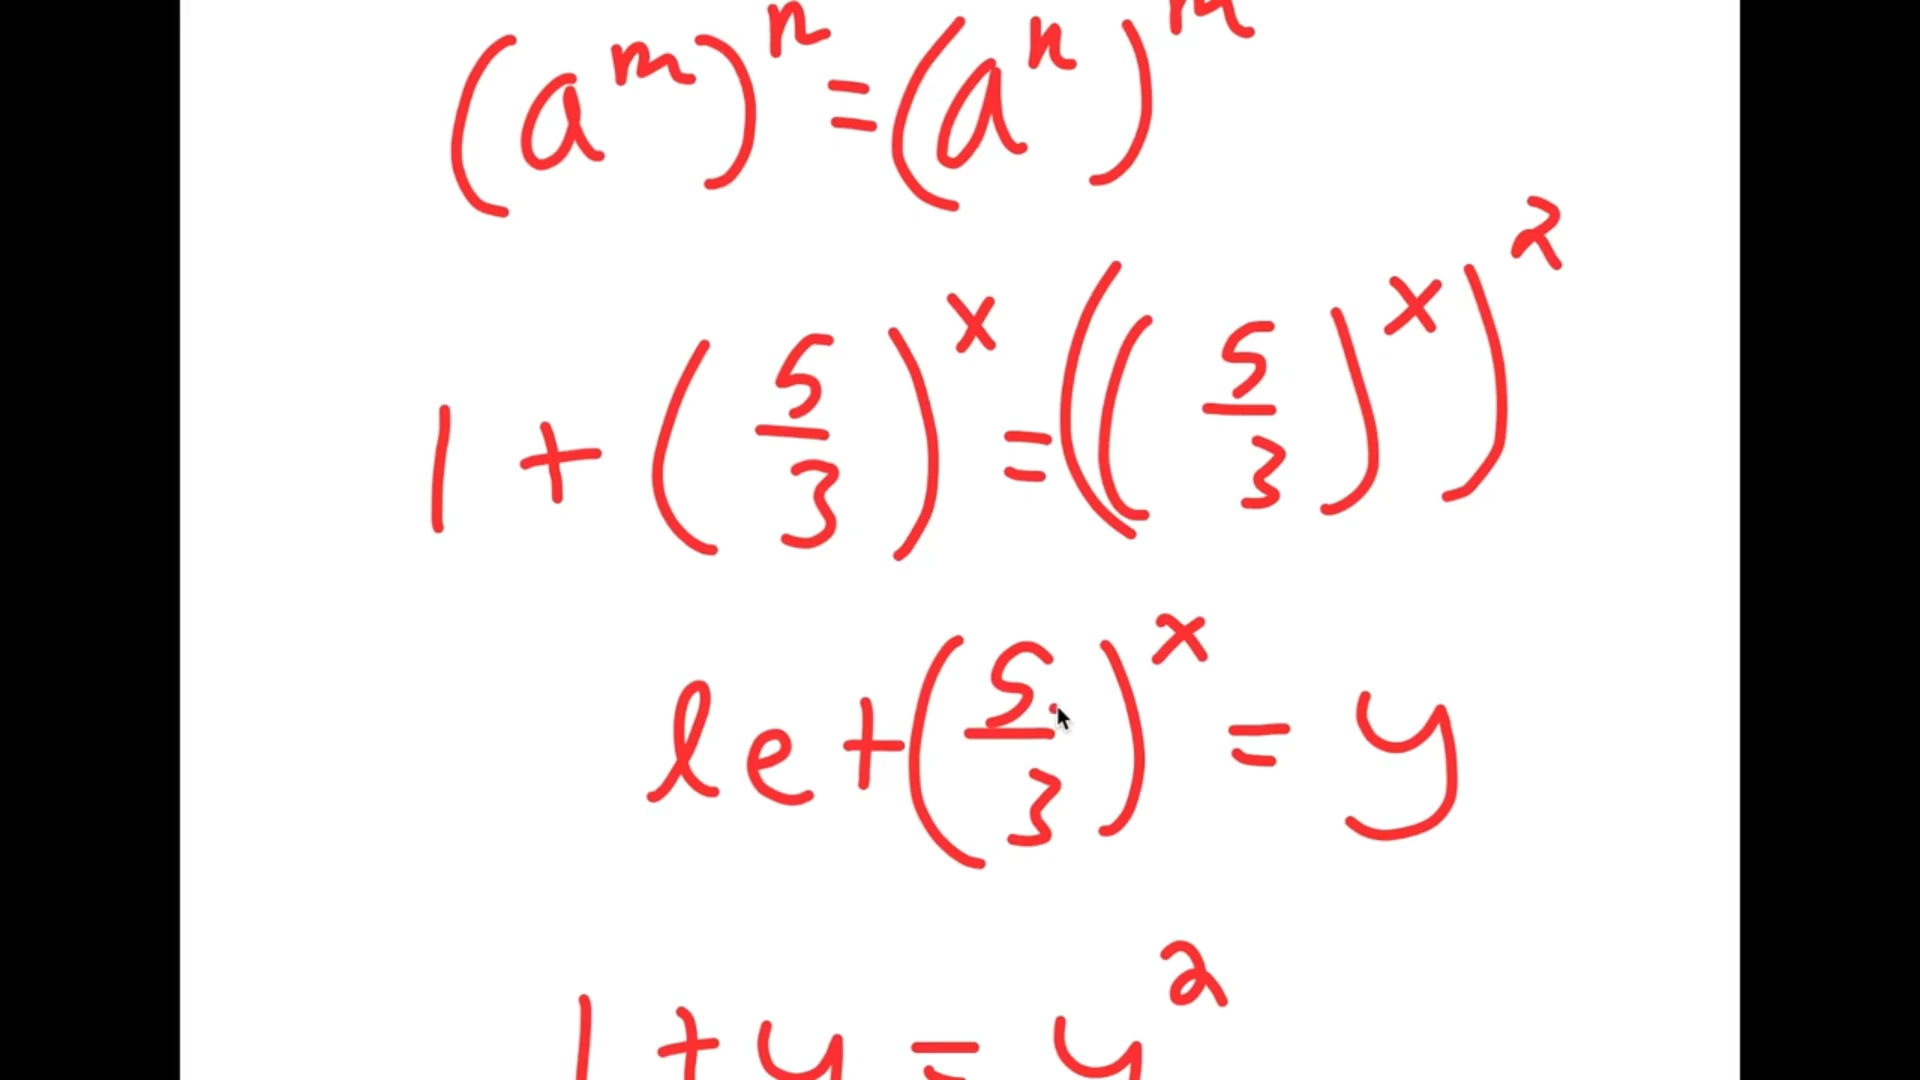 (a^m)^n = (a^n)^m
1 + (5/3)^x = ((5/3)^x)^2
let (5/3)^x = y
1 + y = y^2